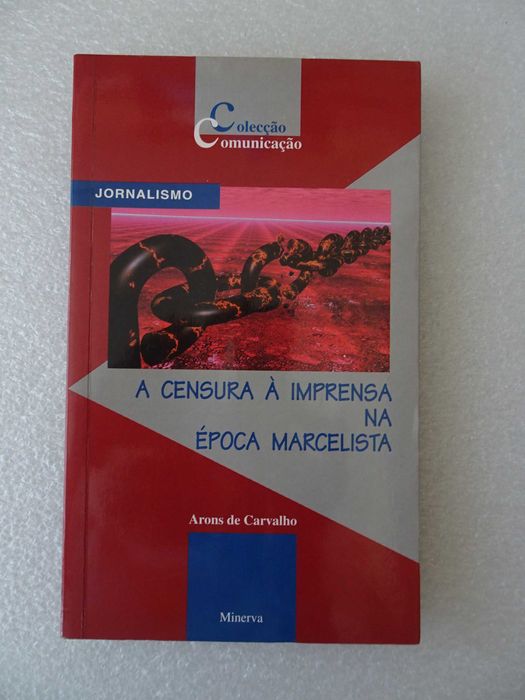 Colecção
Comunicação
JORNALISMO
A CENSURA À IMPRENSA
NA
ÉPOCA MARCELISTA
Arons de Carvalho
Minerva